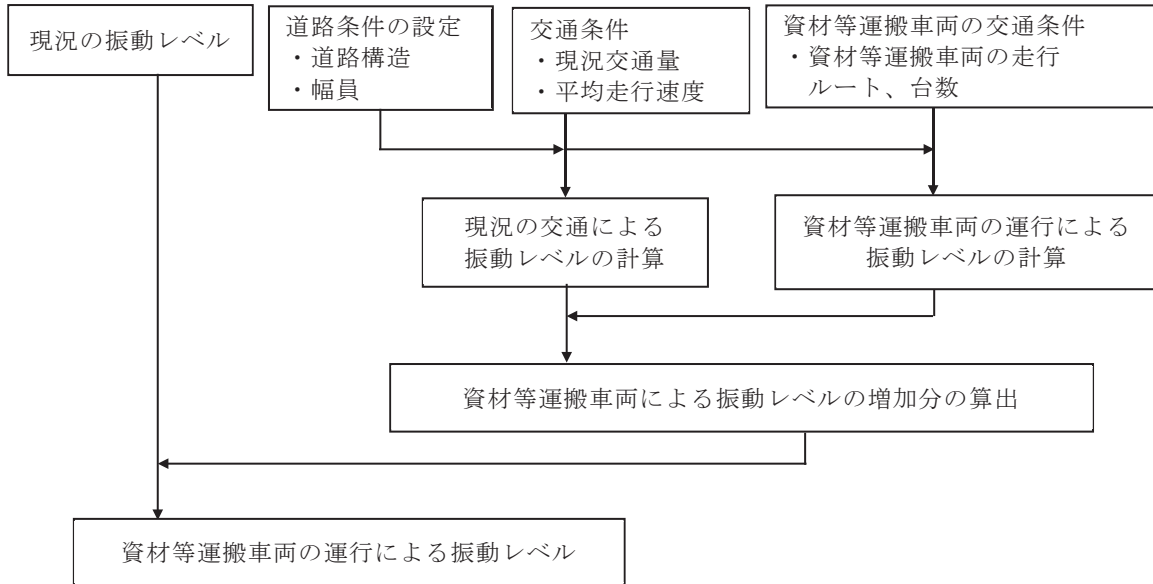 現況の振動レベル
道路条件の設定
・道路構造
・幅員
交通条件
・現況交通量
・平均走行速度
資材等運搬車両の交通条件
・資材等運搬車両の走行
ルート、台数
現況の交通による
振動レベルの計算
資材等運搬車両の運行による
振動レベルの計算
資材等運搬車両による振動レベルの増加分の算出
資材等運搬車両の運行による振動レベル